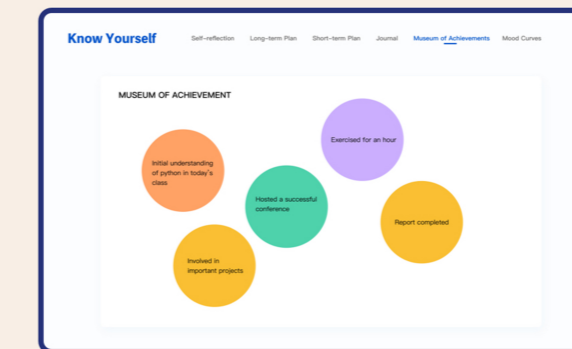 Know Yourself
Self-reflection
Long-term Plan
Short-term Plan
Journal
Museum of Achievements
Mood Curves
MUSEUM OF ACHIEVEMENT
Exercised for an hour
Initial understanding
of python in today's
class
Hosted a successful
conference
Report completed
Involved in
important projects